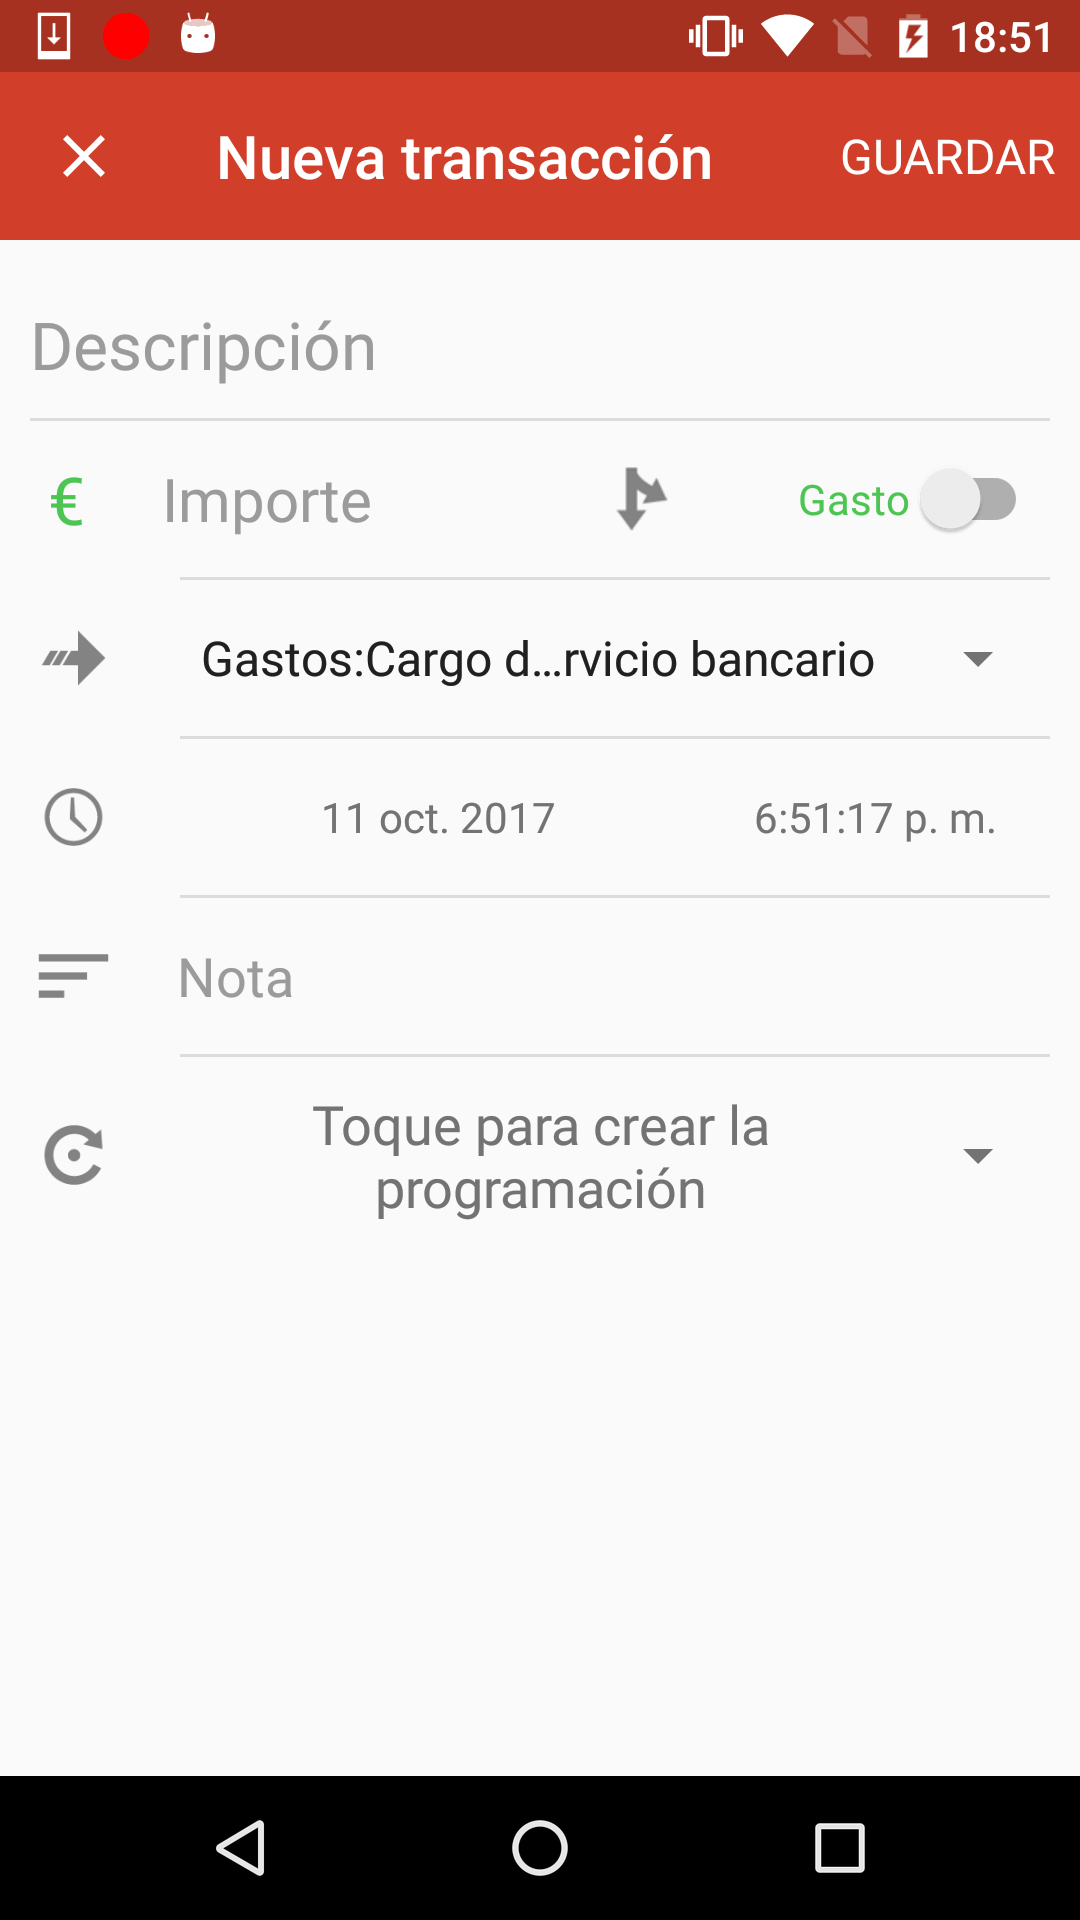 18:51
Nueva transacción GUARDAR
Descripción
€ Importe Gasto
Gastos:Cargo d...rvicio bancario
11 oct. 2017 6:51:17 p. m.
Nota
Toque para crear la
programación